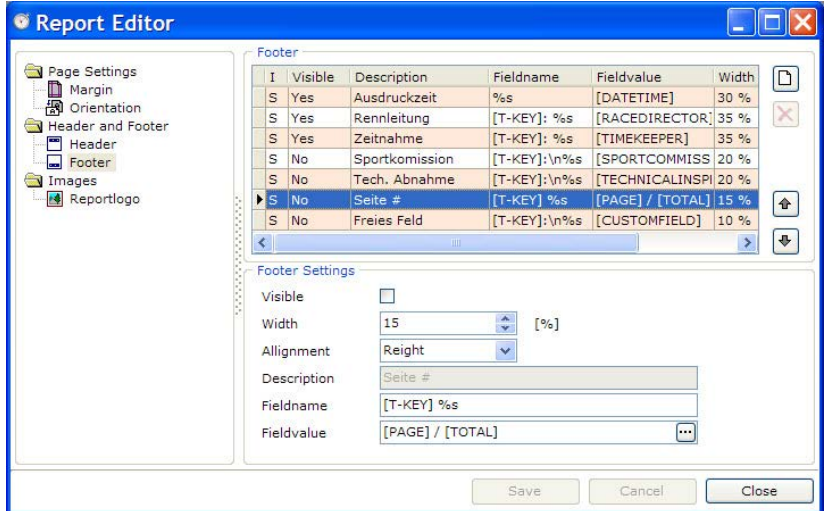 Report Editor
Page Settings
Margin
Orientation
Header and Footer
Header
Footer
Images
Reportlogo
Footer
I Visible Description Fieldname Fieldvalue Width
S Yes Ausdruckzeit %s [DATETIME] 30 %
S Yes Rennleitung [T-KEY]: %s [RACEDIRECTOR] 35 %
S Yes Zeitnahme [T-KEY]: %s [TIMEKEEPER] 35 %
S No Sportkomission [T-KEY]:\n%s [SPORTCOMMISS 20 %
S No Tech. Abnahme [T-KEY]:\n%s [TECHNICALINSPI 20 %
S No Seite # [T-KEY] %s [PAGE] / [TOTAL] 15 %
S No Freies Feld [T-KEY]:\n%s [CUSTOMFIELD] 10 %
Footer Settings
Visible
Width 15 [%]
Allignment Reight
Description Seite #
Fieldname [T-KEY] %s
Fieldvalue [PAGE] / [TOTAL] ...
Save Cancel Close